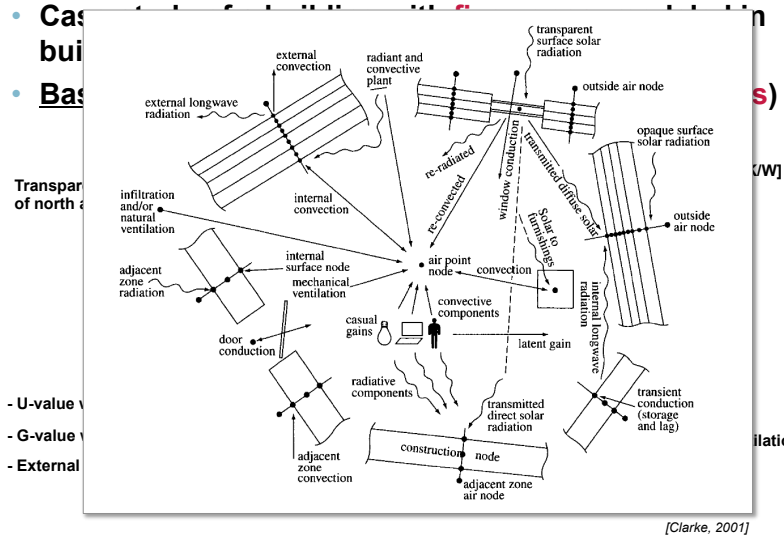 external
convection
radiant and
convective
plant
transparent
surface solar
radiation
outside air node
external longwave
radiation
opaque surface
solar radiation
re-radiated
re-convected
window conduction
transmitted diffuse solar
K/W]
s)
in
Transpar
of north a
infiltration
and/or
natural
ventilation
internal
convection
Solar to
furnishings
outside
air node
air point
node
convection
internal
surface node
mechanical
ventilation
adjacent
zone
radiation
internal longwave
radiation
convective
components
casual
gains
door
conduction
latent gain
radiative
components
transmitted
direct solar
radiation
transient
conduction
(storage
and lag)
- U-value
- G-value
- External
construction node
adjacent
zone
convection
adjacent zone
air node
[Clarke, 2001]